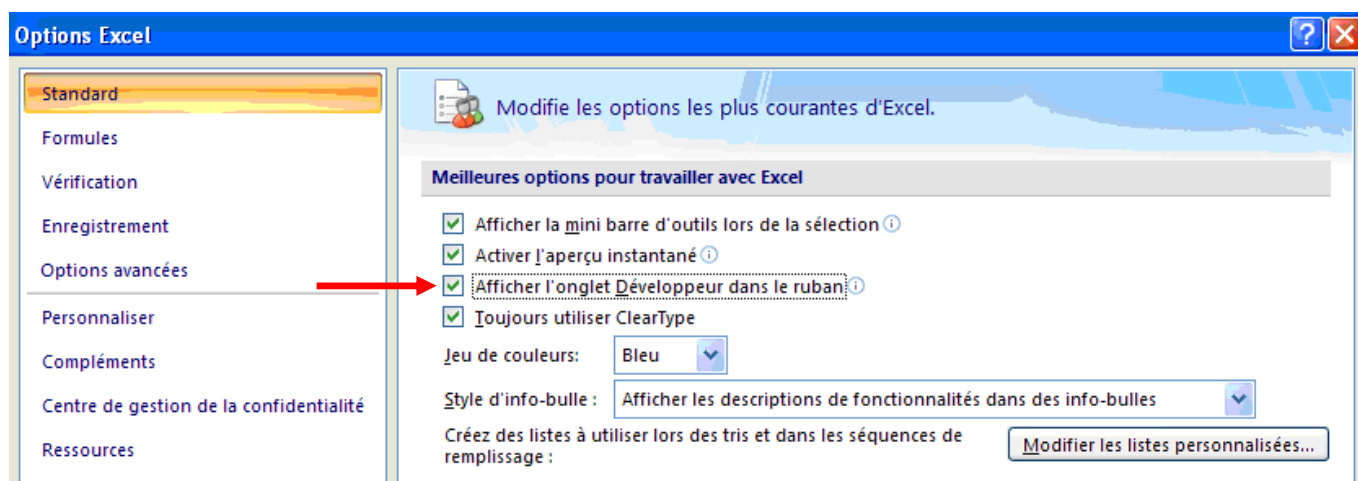 Options Excel
Standard
Formules
Vérification
Enregistrement
Options avancées
Personnaliser
Compléments
Centre de gestion de la confidentialité
Ressources
Modifie les options les plus courantes d'Excel.
Meilleures options pour travailler avec Excel
Afficher la mini barre d'outils lors de la sélection
Activer l'aperçu instantané
Afficher l'onglet Développeur dans le ruban
Toujours utiliser ClearType
Jeu de couleurs: Bleu
Style d'info-bulle : Afficher les descriptions de fonctionnalités dans des info-bulles
Créez des listes à utiliser lors des tris et dans les séquences de
remplissage : Modifier les listes personnalisées...